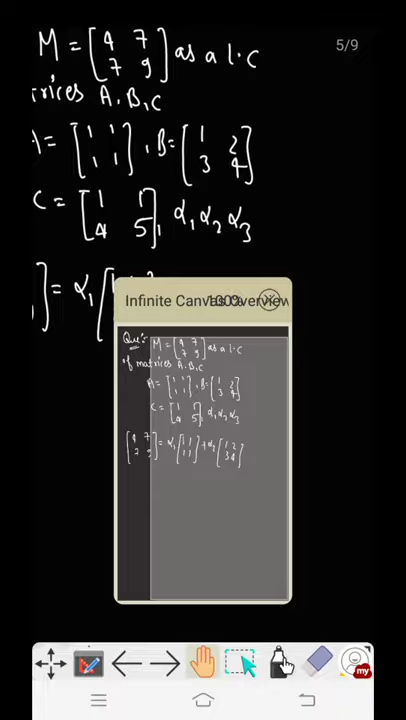 M = [4 7 7 9] as a l.c
5/9
trices A.B,C
A = [1 1 1 1], B = [1 2 3 4]
C = [1 1 4 5], α1 α2 α3
] = α1 [
Infinite Canvas Overview
100%
Que:-
M = [4 7 7 9] as a l.c
of matrices A.B,C
A = [1 1 1 1], B = [1 2 3 4]
C = [1 1 4 5], α1 α2 α3
[4 7 7 9] = α1 [1 1 1 1] + α2 [1 2 3 4]
my